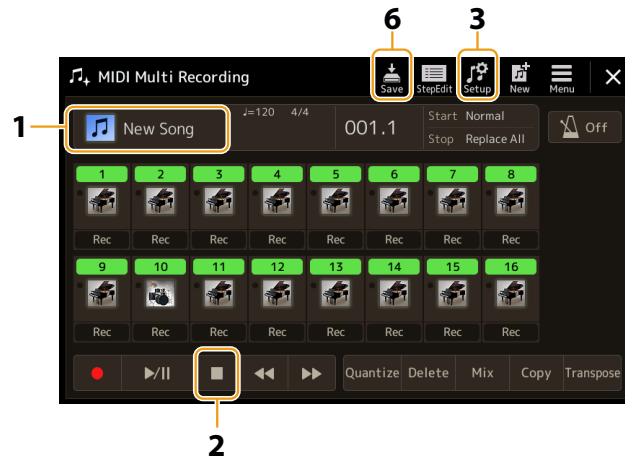 6 3
MIDI Multi Recording
Save StepEdit Setup New Menu
1
New Song
♩=120 4/4
001.1
Start Normal
Stop Replace All
Off
1 2 3 4 5 6 7 8
Rec Rec Rec Rec Rec Rec Rec Rec
9 10 11 12 13 14 15 16
Rec Rec Rec Rec Rec Rec Rec Rec
Quantize Delete Mix Copy Transpose
2